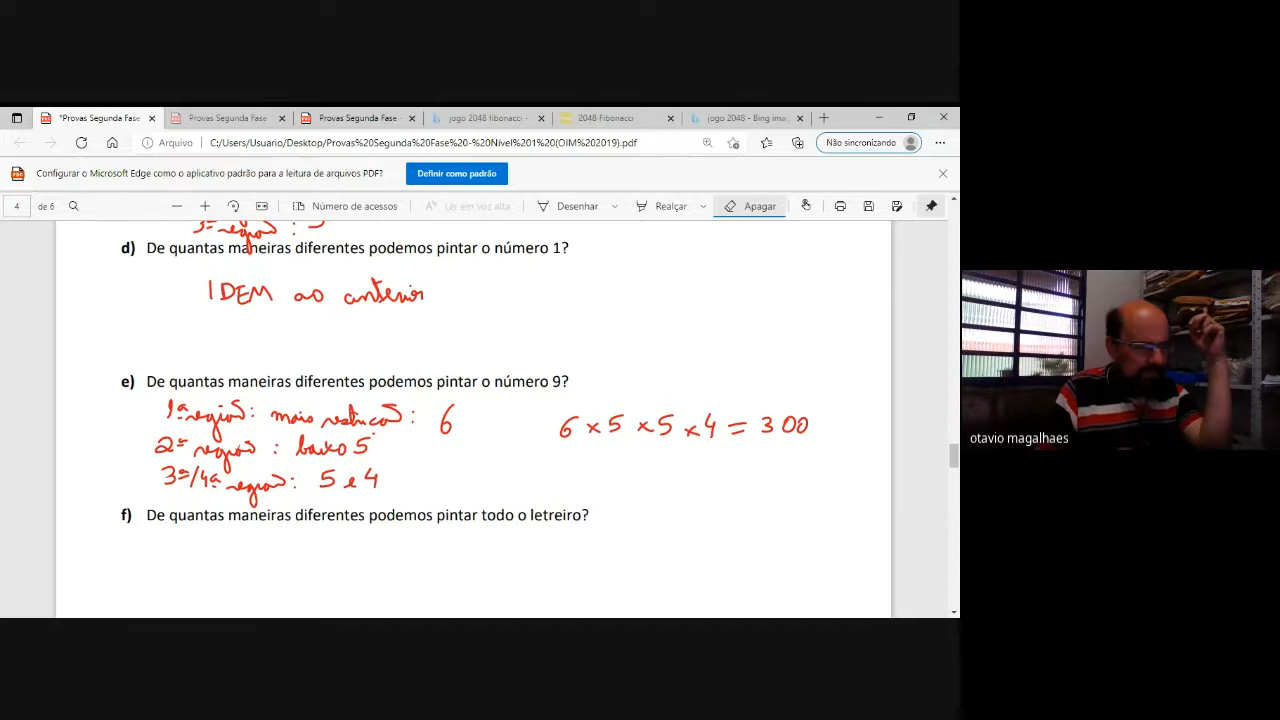 *Provas Segunda Fase
Provas Segunda Fase
Provas Segunda Fase -
jogo 2048 fibonacci -
2048 Fibonacci
jogo 2048 - Bing ima
Arquivo
C:/Users/Usuario/Desktop/Provas%20Segunda%20Fase%20-%20Nível%201%20(OIM%202019).pdf
Não sincronizando
Configurar o Microsoft Edge como o aplicativo padrão para a leitura de arquivos PDF?
Definir como padrão
4 de 6
Número de acessos
Ler em voz alta
Desenhar
Realçar
Apagar
d) De quantas maneiras diferentes podemos pintar o número 1?
IDEM ao anterior
e) De quantas maneiras diferentes podemos pintar o número 9?
1ª região: mais : 6
6 x 5 x 5 x 4 = 300
2ª região : baixo 5
3ª/4ª região: 5 e 4
f) De quantas maneiras diferentes podemos pintar todo o letreiro?
otavio magalhaes